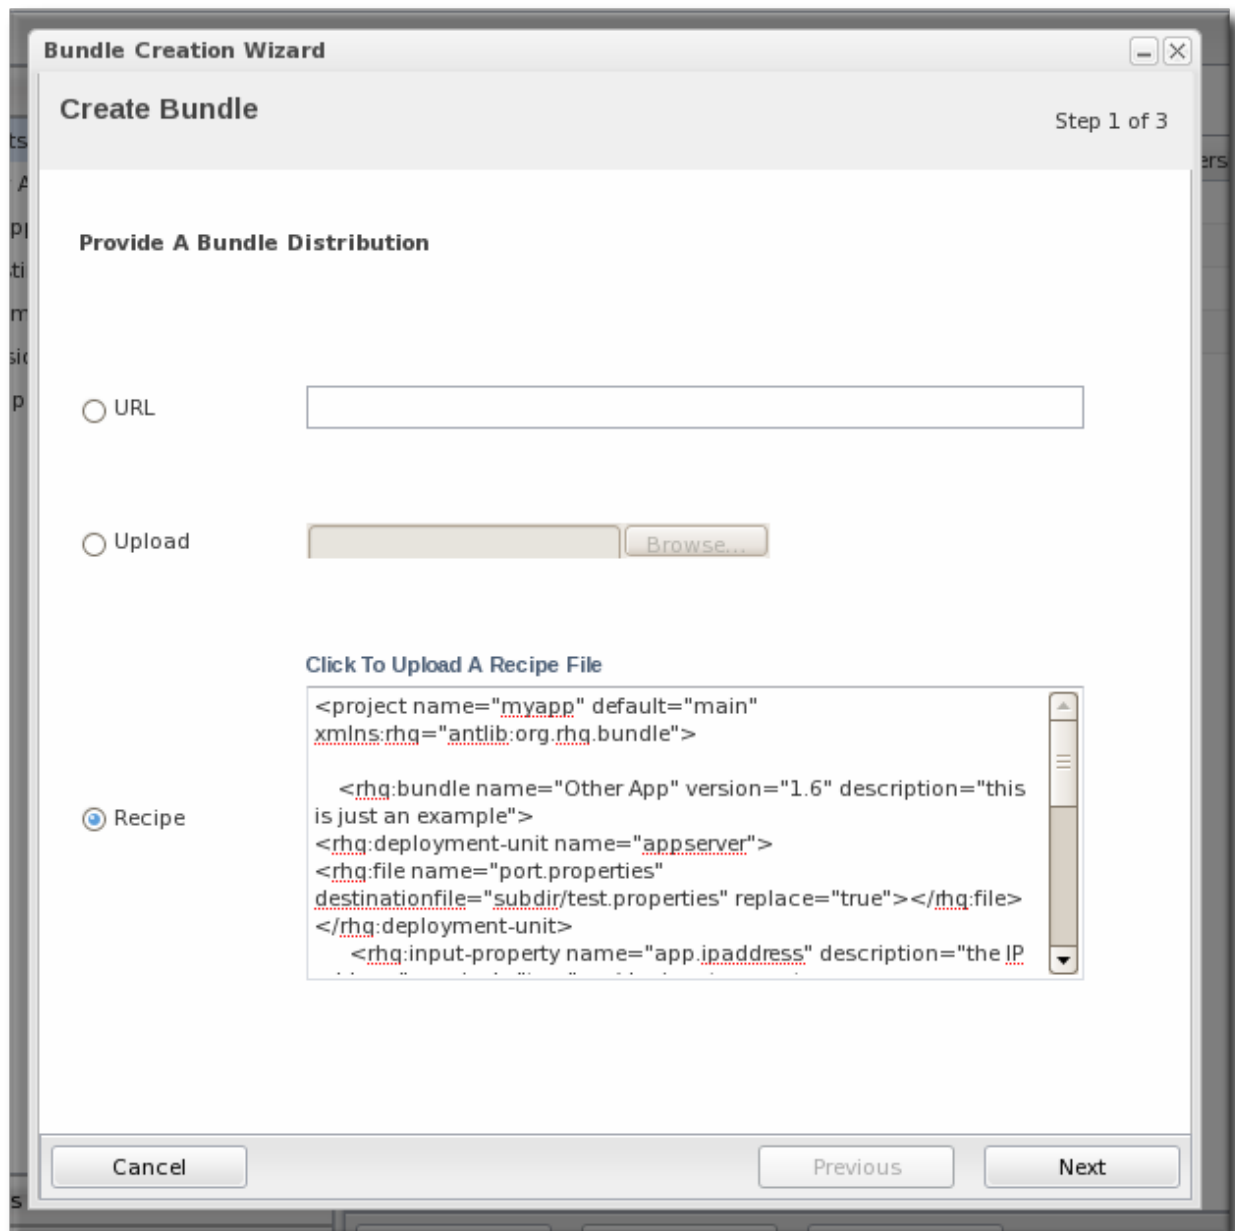 Bundle Creation Wizard
Create Bundle
Step 1 of 3
ts
ers
A
sti
m
p
Provide A Bundle Distribution
URL
Upload
Browse...
Click To Upload A Recipe File
Recipe
<project name="myapp" default="main"
xmlns:rhq="antlib:org.rhq.bundle">
<rhq:bundle name="Other App" version="1.6" description="this
is just an example">
<rhq:deployment-unit name="appserver">
<rhq:file name="port.properties"
destinationfile="subdir/test.properties" replace="true"></rhq:file>
</rhq:deployment-unit>
<rhq:input-property name="app.ipaddress" description="the IP
Cancel
Previous
Next
s